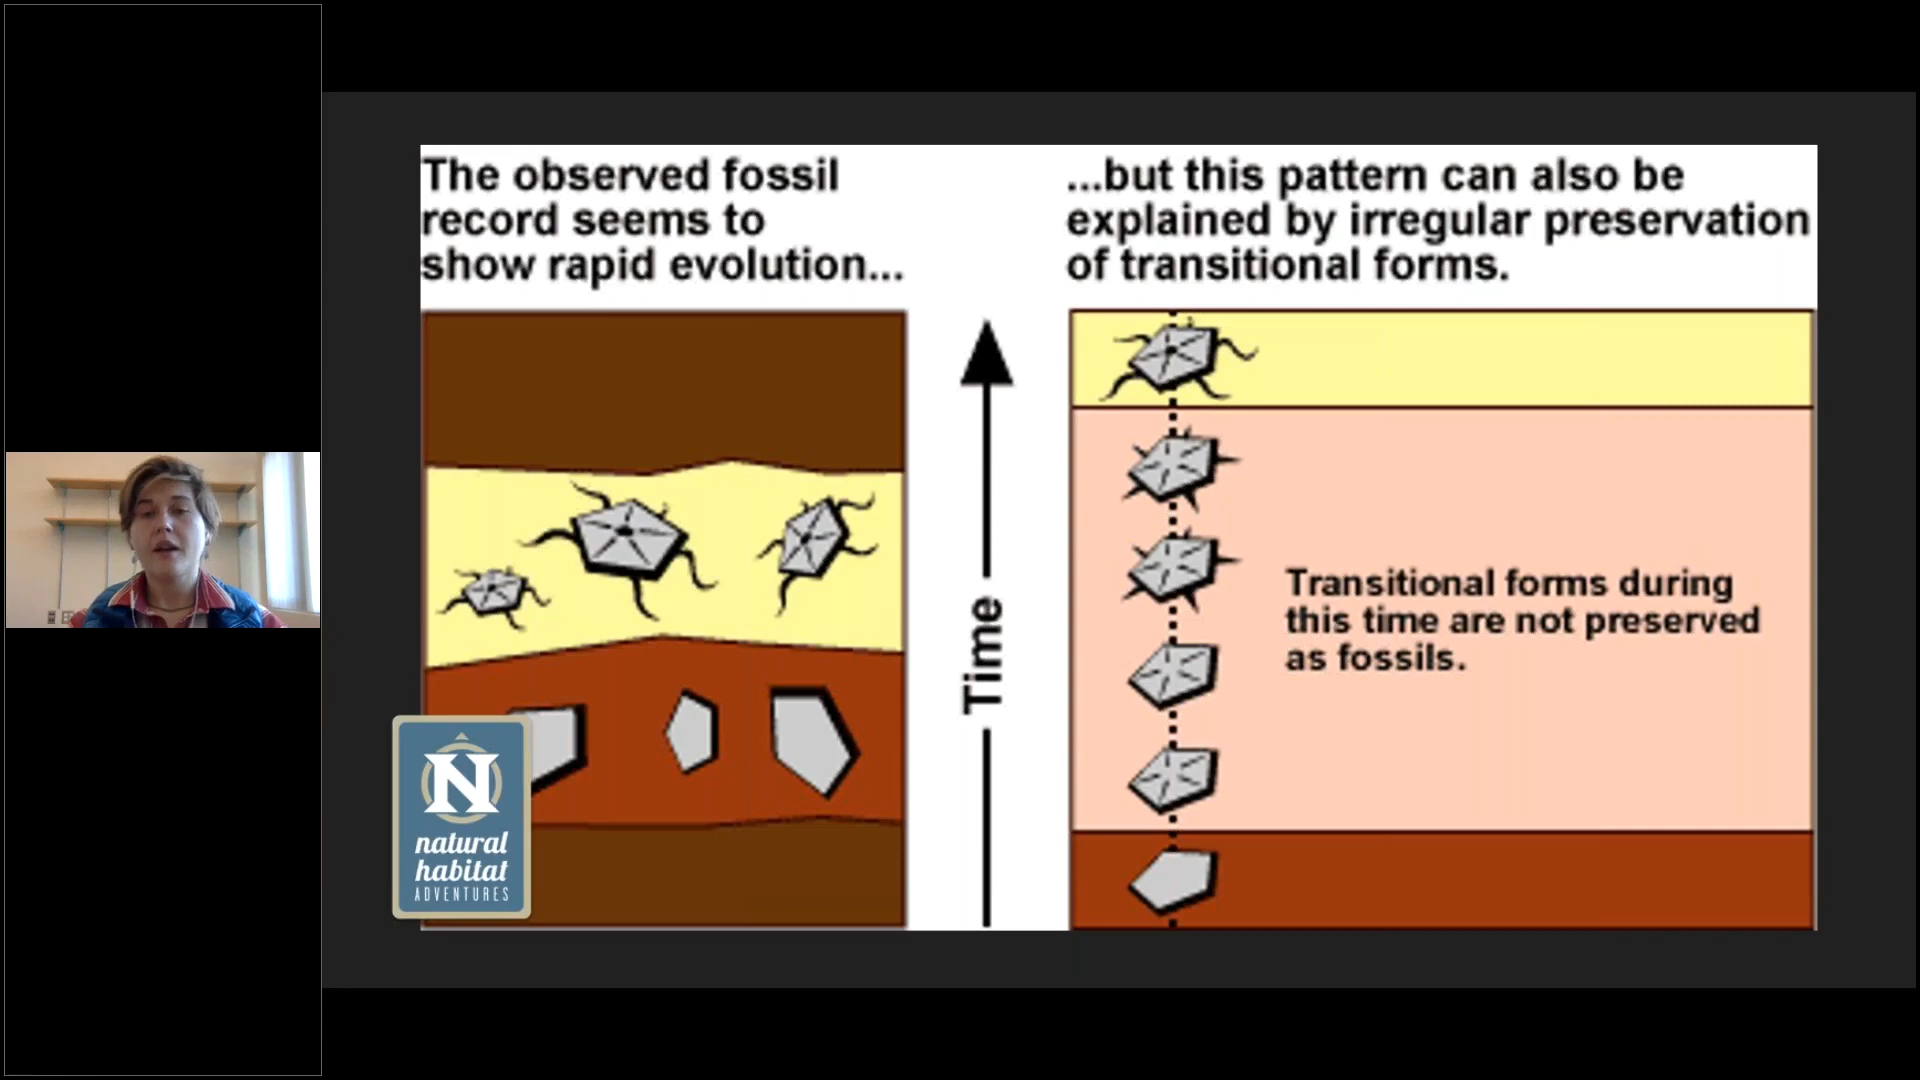 The observed fossil
record seems to
show rapid evolution...
...but this pattern can also be
explained by irregular preservation
of transitional forms.
Time
Transitional forms during
this time are not preserved
as fossils.
N
natural
habitat
ADVENTURES